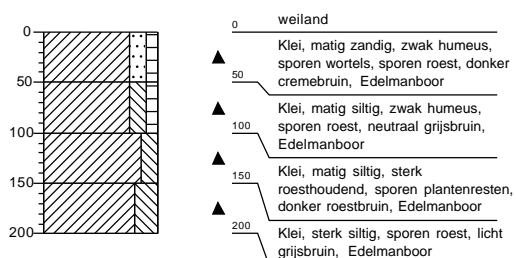 0
50
100
150
200
0
weiland
Klei, matig zandig, zwak humeus,
sporen wortels, sporen roest, donker
cremebruin, Edelmanboor
50
Klei, matig siltig, zwak humeus,
sporen roest, neutraal grijsbruin,
Edelmanboor
100
Klei, matig siltig, sterk
roesthoudend, sporen plantenresten,
donker roestbruin, Edelmanboor
150
Klei, sterk siltig, sporen roest, licht
grijsbruin, Edelmanboor
200